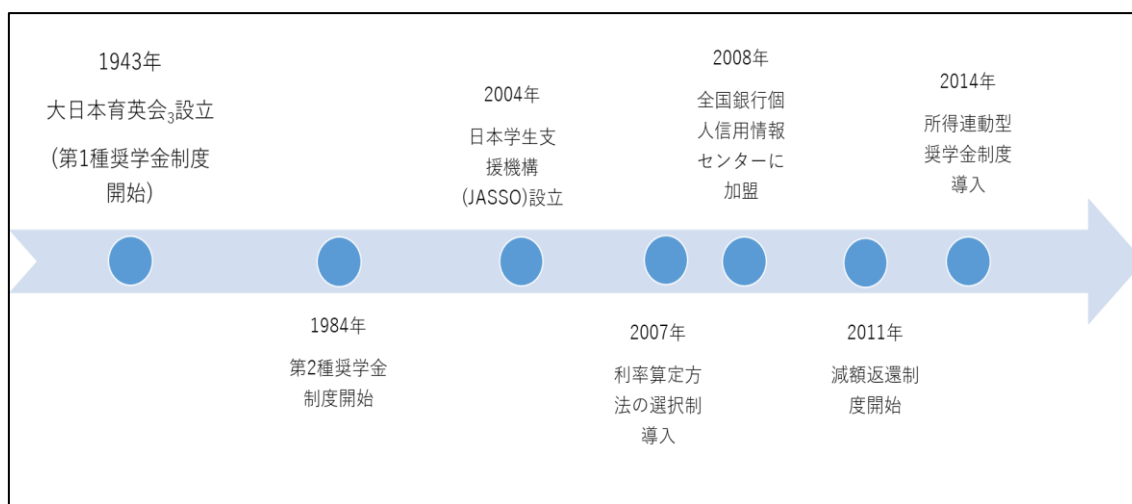 1943年
大日本育英会3設立
(第1種奨学金制度
開始)
1984年
第2種奨学金
制度開始
2004年
日本学生支
援機構
(JASSO)設立
2007年
利率算定方
法の選択制
導入
2008年
全国銀行個
人信用情報
センターに
加盟
2011年
減額返還制
度開始
2014年
所得連動型
奨学金制度
導入